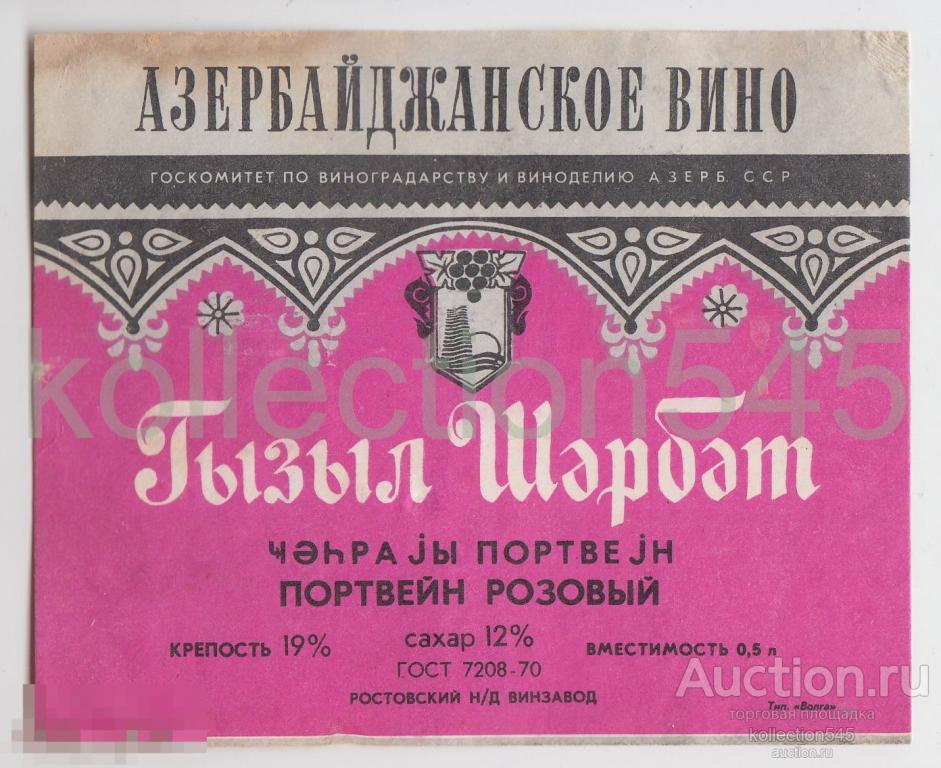 АЗЕРБАЙДЖАНСКОЕ ВИНО
ГОСКОМИТЕТ ПО ВИНОГРАДАРСТВУ И ВИНОДЕЛИЮ АЗЕРБ. ССР
kollection545
Гызыл Шәрбәт
ЧӘҺРАЈЫ ПОРТВЕЈН
ПОРТВЕЙН РОЗОВЫЙ
КРЕПОСТЬ 19% сахар 12% ВМЕСТИМОСТЬ 0,5 л
ГОСТ 7208-70
РОСТОВСКИЙ Н/Д ВИНЗАВОД
Auction.ru
Тип. «Волга»
торговая площадка
kollection545
auction.ru